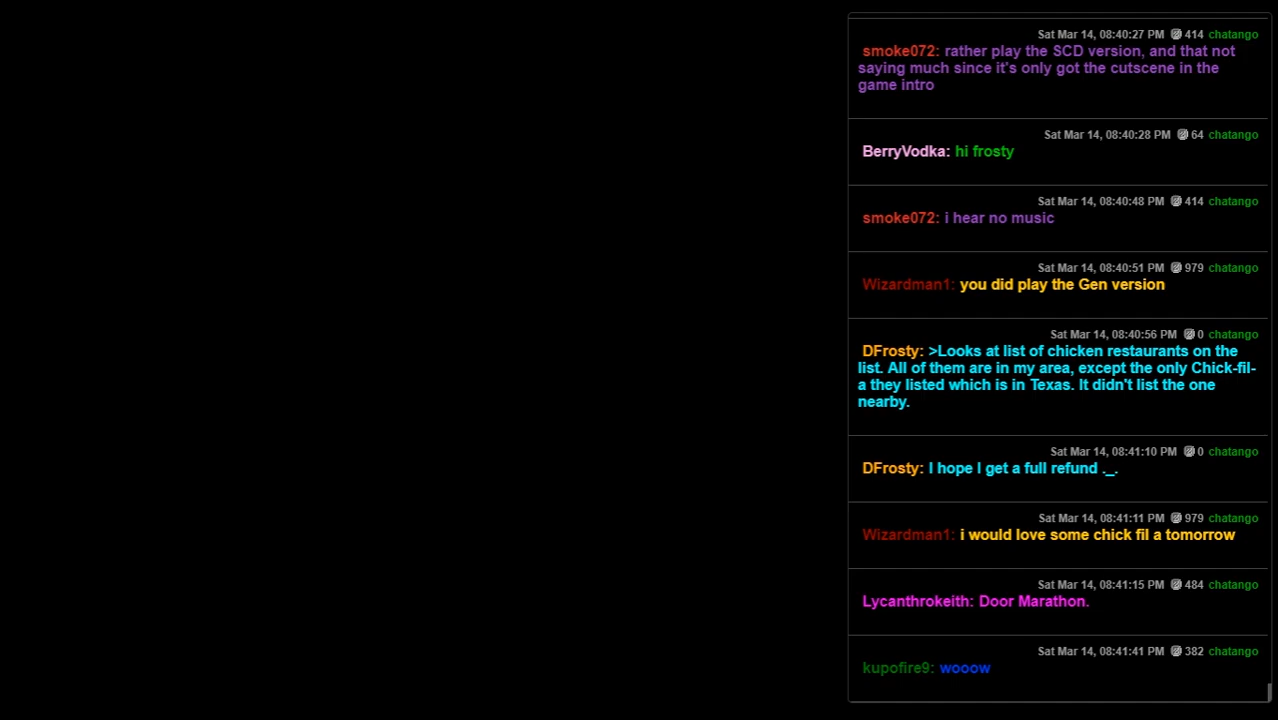 Sat Mar 14, 08:40:27 PM 414 chatango
smoke072: rather play the SCD version, and that not
saying much since it's only got the cutscene in the
game intro
Sat Mar 14, 08:40:28 PM 64 chatango
BerryVodka: hi frosty
Sat Mar 14, 08:40:48 PM 414 chatango
smoke072: i hear no music
Sat Mar 14, 08:40:51 PM 979 chatango
Wizardman1: you did play the Gen version
Sat Mar 14, 08:40:56 PM 0 chatango
DFrosty: >Looks at list of chicken restaurants on the
list. All of them are in my area, except the only Chick-fil-
a they listed which is in Texas. It didn't list the one
nearby.
Sat Mar 14, 08:41:10 PM 0 chatango
DFrosty: I hope I get a full refund ._.
Sat Mar 14, 08:41:11 PM 979 chatango
Wizardman1: i would love some chick fil a tomorrow
Sat Mar 14, 08:41:15 PM 484 chatango
Lycanthrokeith: Door Marathon.
Sat Mar 14, 08:41:41 PM 382 chatango
kupofire9: wooow